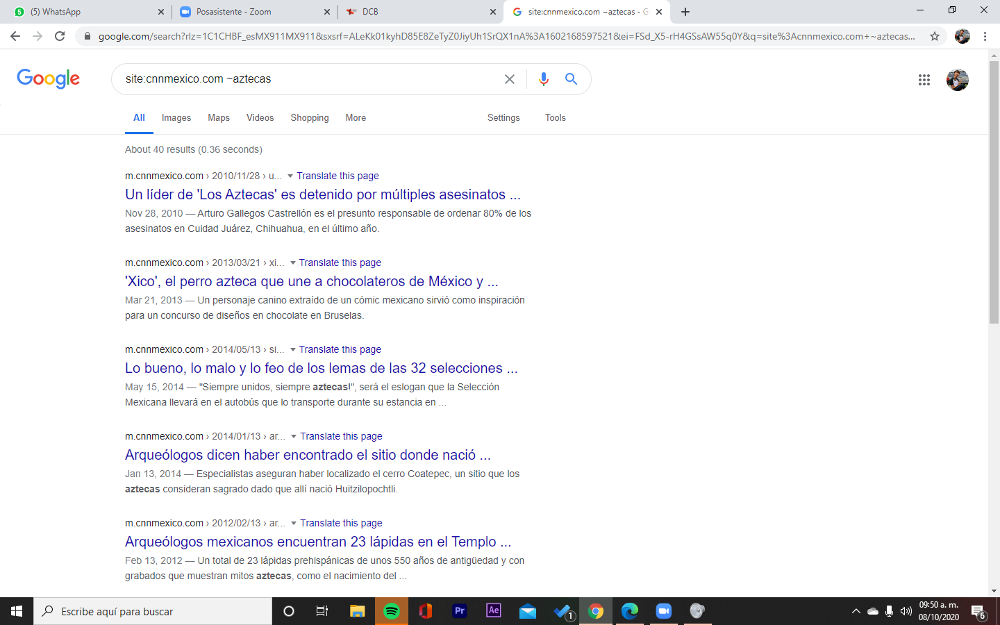 (5) WhatsApp
Posasistente - Zoom
DCB
site:cnnmexico.com ~aztecas - G
google.com/search?rlz=1C1CHBF_esMX911MX911&sxsrf=ALeKk01kyhD85E8ZeTyZ0JiyUh1SrQX1nA%3A1602168597521&ei=FSd_X5-rH4GSsAW55q0Y&q=site%3Acnnmexico.com+~aztecas...
Google
site:cnnmexico.com ~aztecas
All Images Maps Videos Shopping More Settings Tools
About 40 results (0.36 seconds)
m.cnnmexico.com › 2010/11/28 › u... Translate this page
Un líder de 'Los Aztecas' es detenido por múltiples asesinatos ...
Nov 28, 2010 — Arturo Gallegos Castrellón es el presunto responsable de ordenar 80% de los
asesinatos en Cuidad Juárez, Chihuahua, en el último año.
m.cnnmexico.com › 2013/03/21 › xi... Translate this page
'Xico', el perro azteca que une a chocolateros de México y ...
Mar 21, 2013 — Un personaje canino extraído de un cómic mexicano sirvió como inspiración
para un concurso de diseños en chocolate en Bruselas.
m.cnnmexico.com › 2014/05/13 › si... Translate this page
Lo bueno, lo malo y lo feo de los lemas de las 32 selecciones ...
May 15, 2014 — "Siempre unidos, siempre aztecas!", será el eslogan que la Selección
Mexicana llevará en el autobús que lo transporte durante su estancia en ...
m.cnnmexico.com › 2014/01/13 › ar... Translate this page
Arqueólogos dicen haber encontrado el sitio donde nació ...
Jan 13, 2014 — Especialistas aseguran haber localizado el cerro Coatepec, un sitio que los
aztecas consideran sagrado dado que allí nació Huitzilopochtli.
m.cnnmexico.com › 2012/02/13 › ar... Translate this page
Arqueólogos mexicanos encuentran 23 lápidas en el Templo ...
Feb 13, 2012 — Un total de 23 lápidas prehispánicas de unos 550 años de antigüedad y con
grabados que muestran mitos aztecas, como el nacimiento del ...
Escribe aquí para buscar
Pr
Ae
1
09:50 a. m.
08/10/2020
6